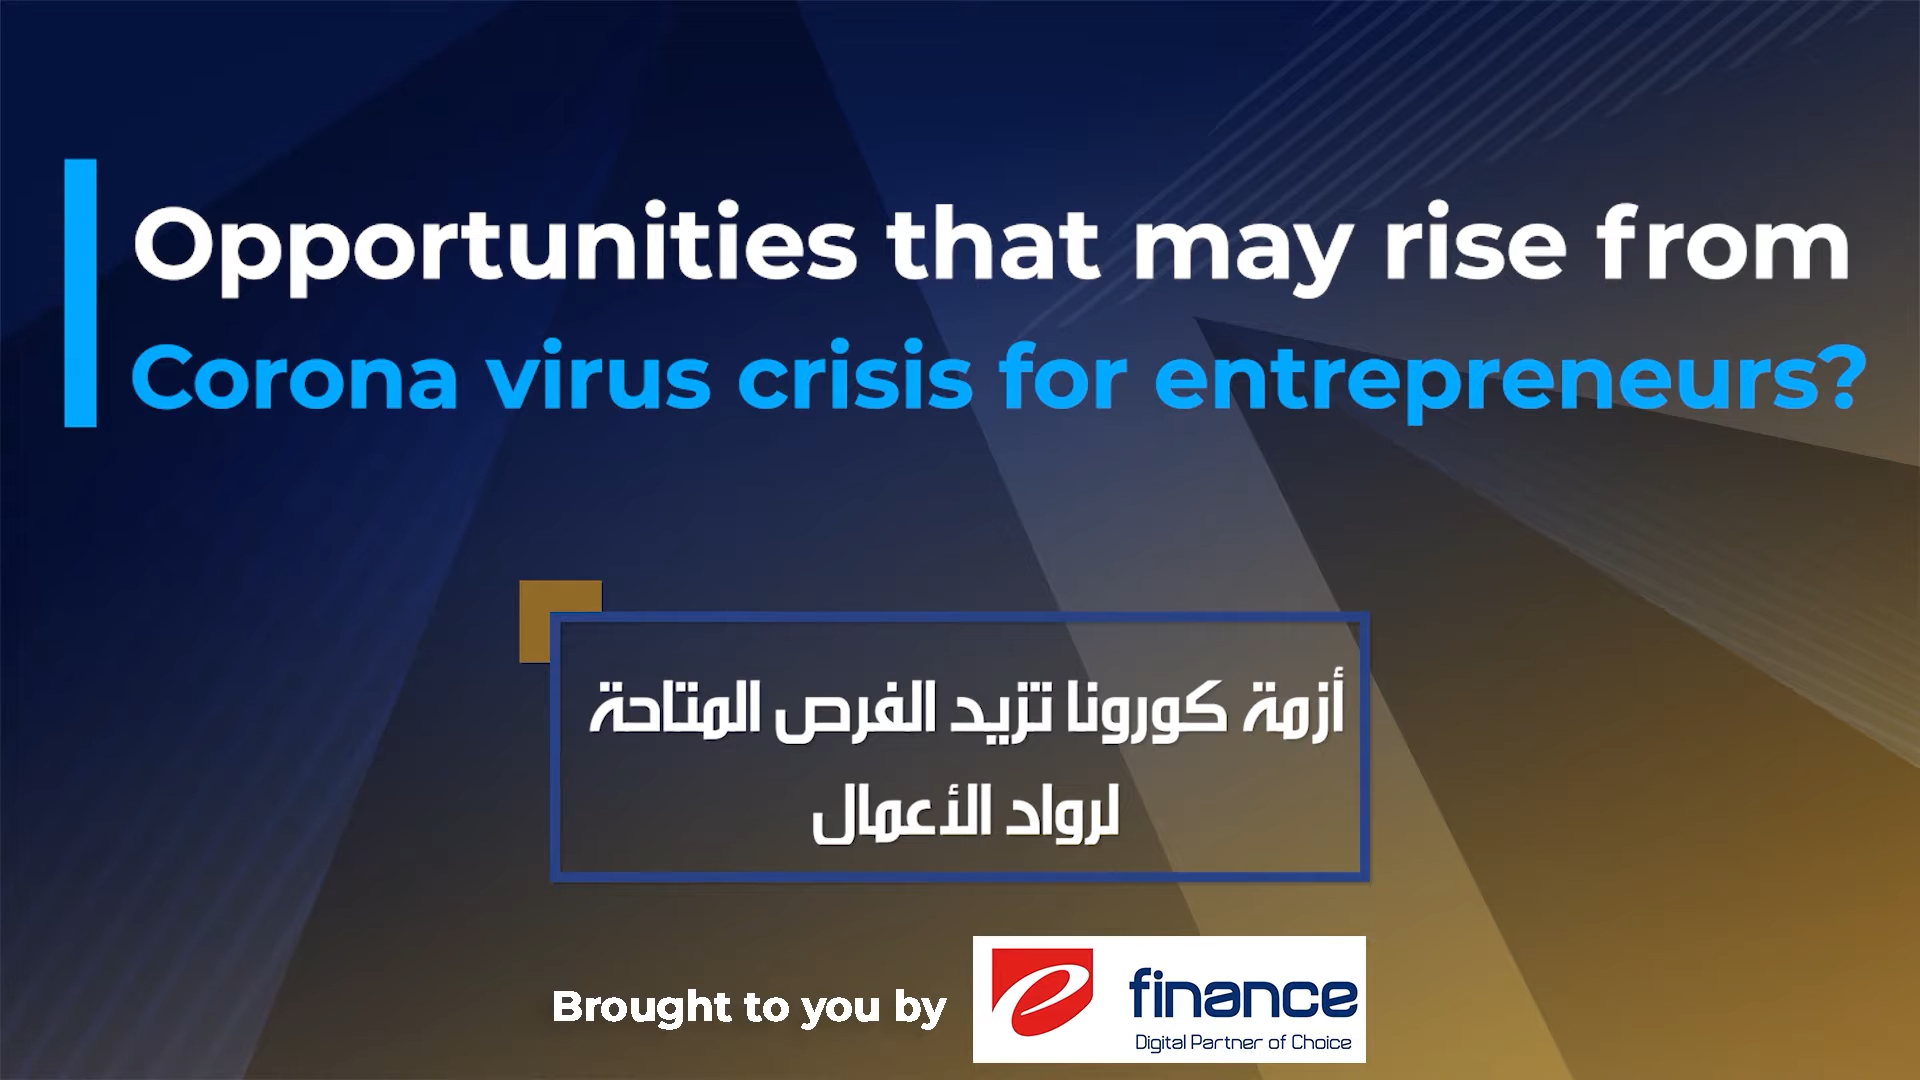 Opportunities that may rise from
Corona virus crisis for entrepreneurs?
أزمة كورونا تزيد الفرص المتاحة
لرواد الأعمال
Brought to you by
e finance
Digital Partner of Choice